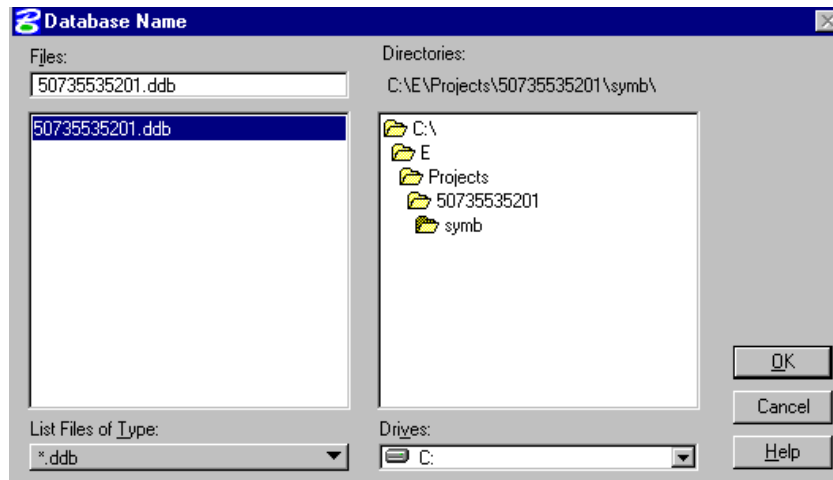 Database Name
Files:
50735535201.ddb
50735535201.ddb
List Files of Type:
*.ddb
Directories:
C:\E\Projects\50735535201\symb\
C:\
E
Projects
50735535201
symb
Drives:
C:
OK
Cancel
Help